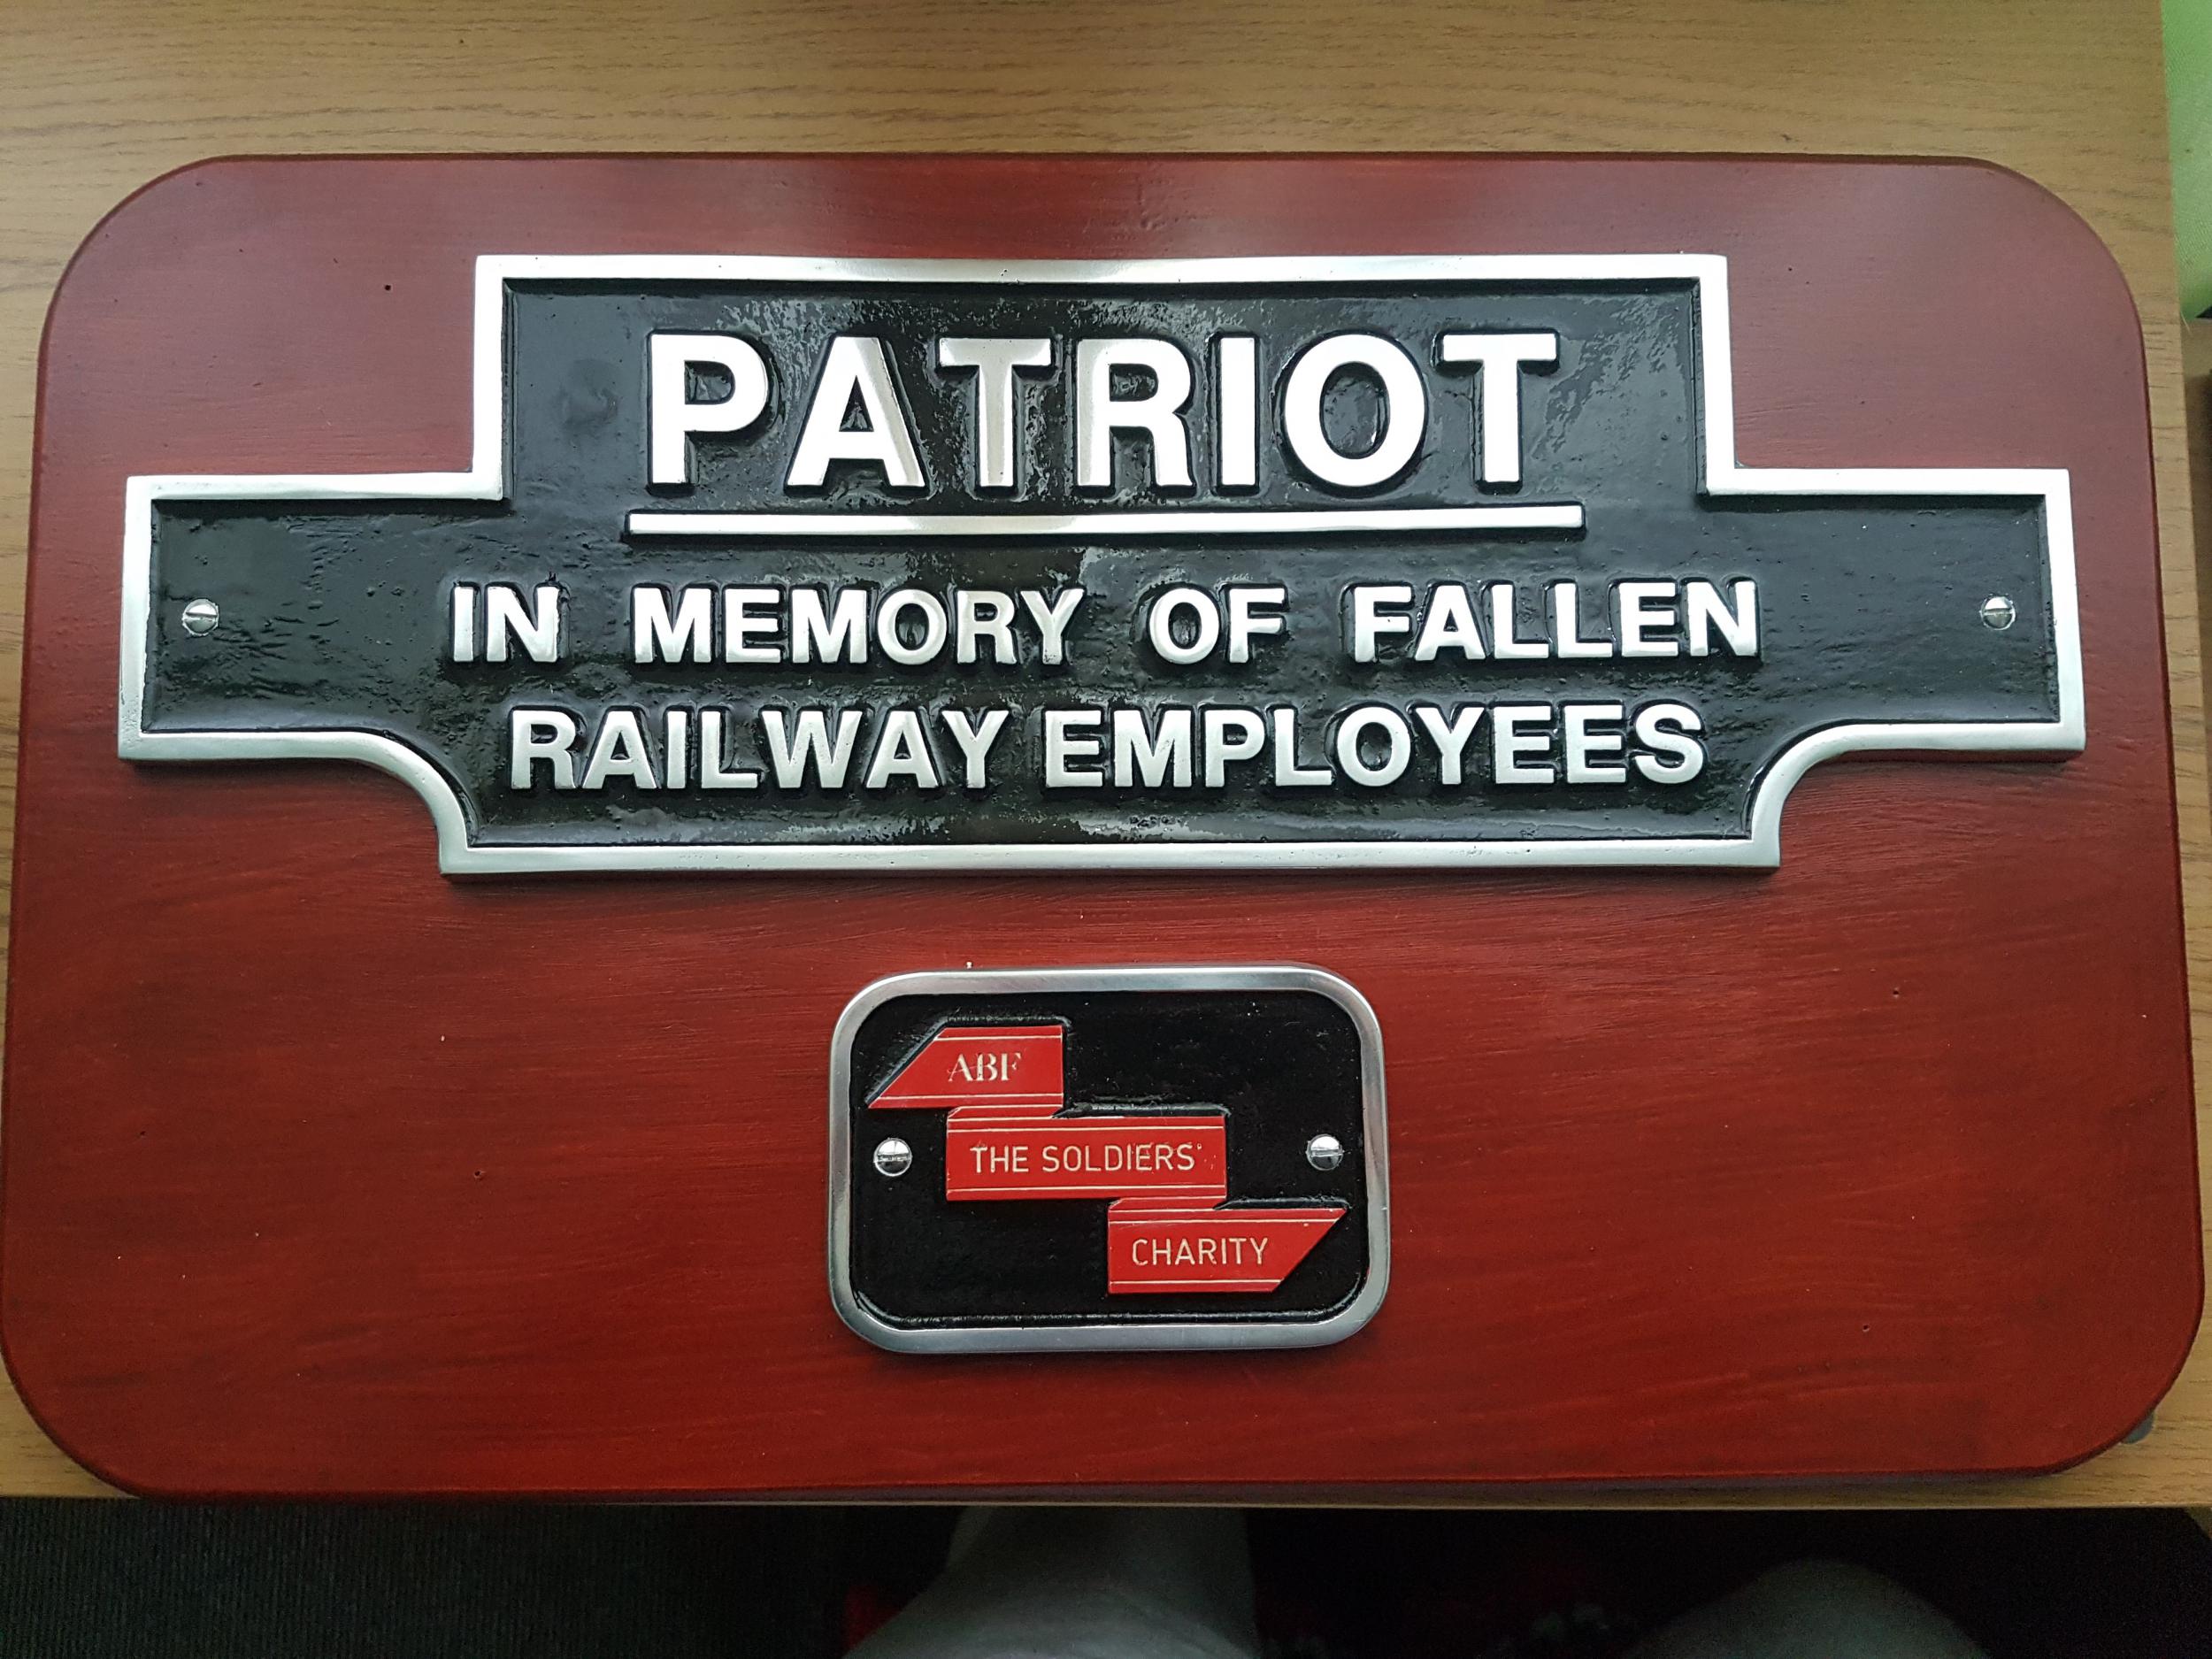 PATRIOT
IN MEMORY OF FALLEN
RAILWAY EMPLOYEES
ABF
THE SOLDIERS'
CHARITY